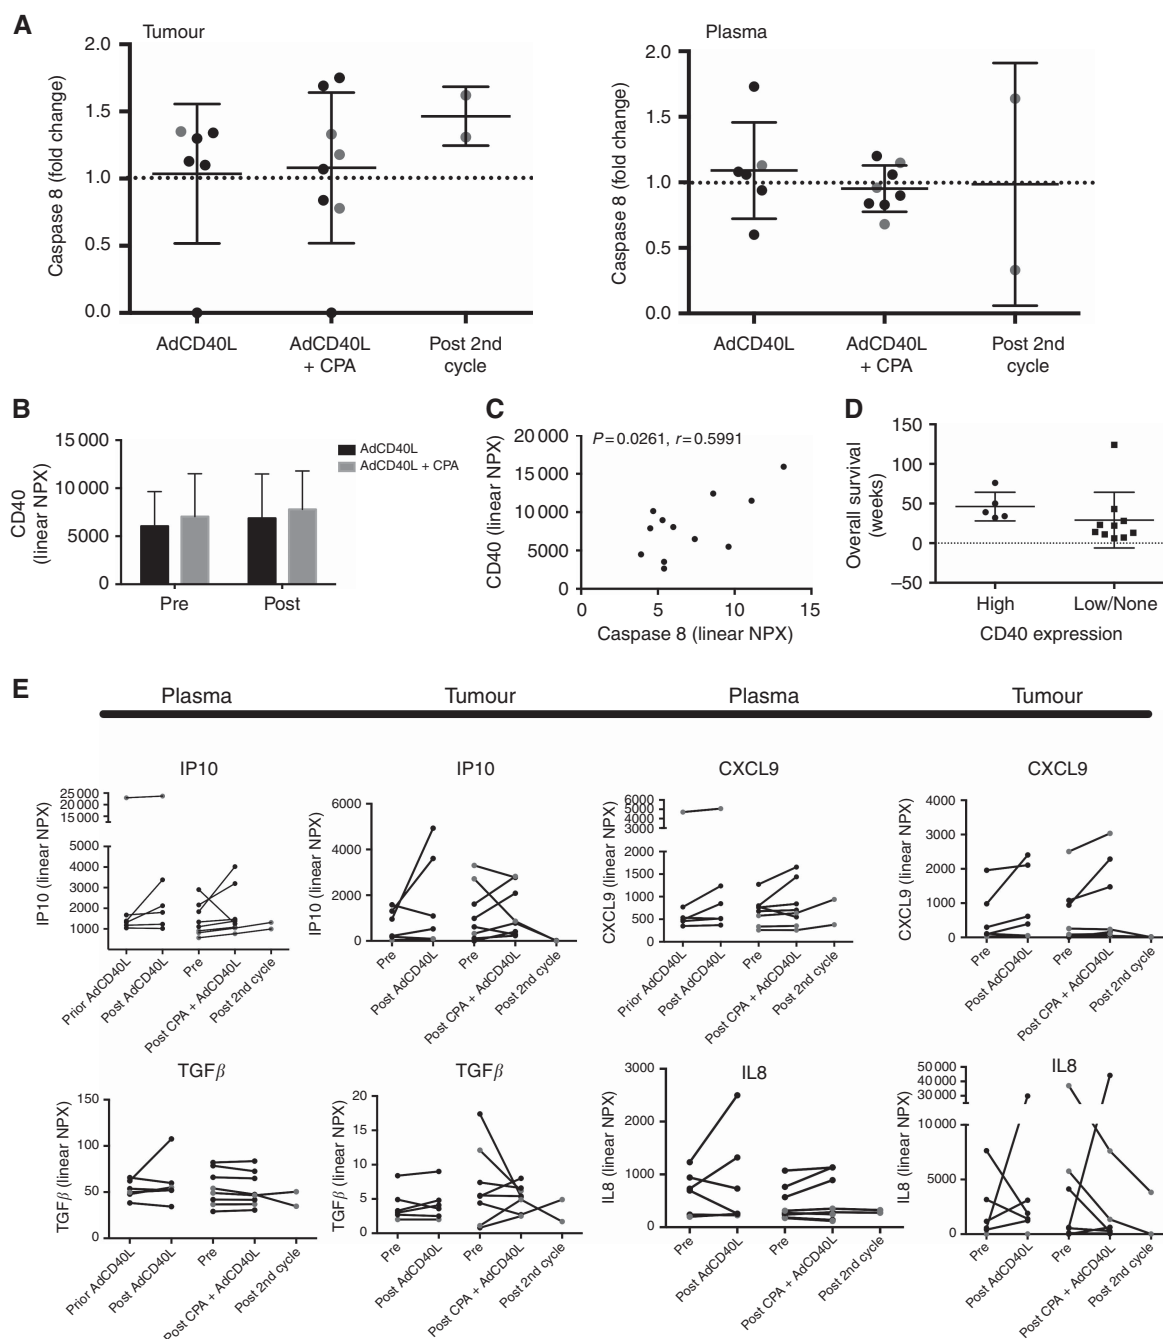 A
Tumour
Caspase 8 (fold change)
2.0
1.5
1.0
0.5
0.0
AdCD40L
AdCD40L
+ CPA
Post 2nd
cycle
Plasma
Caspase 8 (fold change)
2.0
1.5
1.0
0.5
0.0
AdCD40L
AdCD40L
+ CPA
Post 2nd
cycle
B
CD40
(linear NPX)
15 000
10 000
5000
0
Pre
Post
AdCD40L
AdCD40L + CPA
C
CD40 (linear NPX)
20 000
15 000
10 000
5000
0
P=0.0261, r=0.5991
0
5
10
15
Caspase 8 (linear NPX)
D
Overall survival
(weeks)
150
100
50
0
–50
High
Low/None
CD40 expression
E
Plasma
Tumour
Plasma
Tumour
IP10
IP10 (linear NPX)
25 000
20 000
15 000
5000
4000
3000
2000
1000
Prior AdCD40L
Post AdCD40L
Pre
Post CPA + AdCD40L
Post 2nd cycle
IP10
IP10 (linear NPX)
6000
4000
2000
0
Pre
Post AdCD40L
Pre
Post CPA + AdCD40L
Post 2nd cycle
CXCL9
CXCL9 (linear NPX)
6000
5000
4000
3000
2000
1500
1000
500
0
Prior AdCD40L
Post AdCD40L
Pre
Post CPA + AdCD40L
Post 2nd cycle
CXCL9
CXCL9 (linear NPX)
4000
3000
2000
1000
0
Pre
Post AdCD40L
Pre
Post CPA + AdCD40L
Post 2nd cycle
TGFβ
TGFβ (linear NPX)
150
100
50
0
Prior AdCD40L
Post AdCD40L
Pre
Post CPA + AdCD40L
Post 2nd cycle
TGFβ
TGFβ (linear NPX)
20
15
10
5
0
Pre
Post AdCD40L
Pre
Post CPA + AdCD40L
Post 2nd cycle
IL8
IL8 (linear NPX)
3000
2000
1000
0
Pre
Post AdCD40L
Pre
Post CPA + AdCD40L
Post 2nd cycle
IL8
IL8 (linear NPX)
50 000
40 000
30 000
10 000
5000
0
Pre
Post AdCD40L
Pre
Post CPA + AdCD40L
Post 2nd cycle